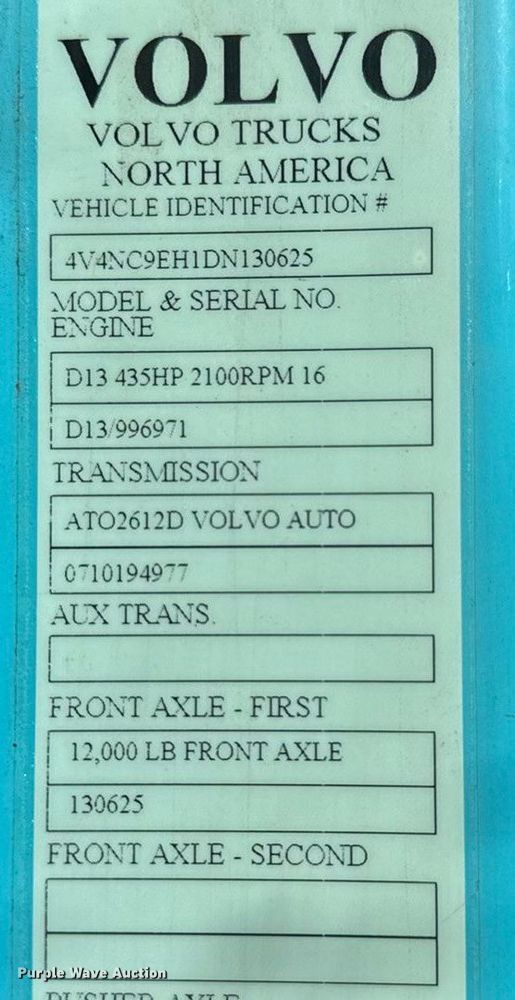 VOLVO
VOLVO TRUCKS
NORTH AMERICA
VEHICLE IDENTIFICATION #
4V4NC9EH1DN130625
MODEL & SERIAL NO.
ENGINE
D13 435HP 2100RPM 16
D13/996971
TRANSMISSION
ATO2612D VOLVO AUTO
0710194977
AUX TRANS.
FRONT AXLE - FIRST
12,000 LB FRONT AXLE
130625
FRONT AXLE - SECOND
PUSHER AXLE
Purple Wave Auction